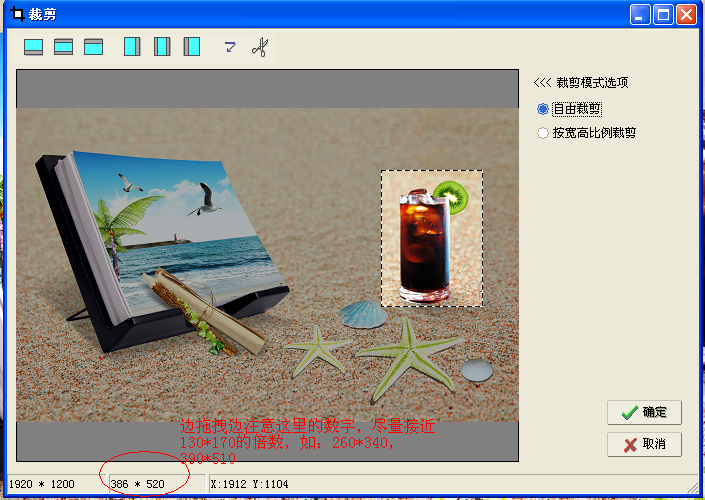 裁剪
<<< 裁剪模式选项
自由裁剪
按宽高比例裁剪
边拖拽边注意这里的数字，尽量接近
130*170的倍数，如：260*340，
390*510
确定
取消
1920 * 1200
386 * 520
X:1912 Y:1104